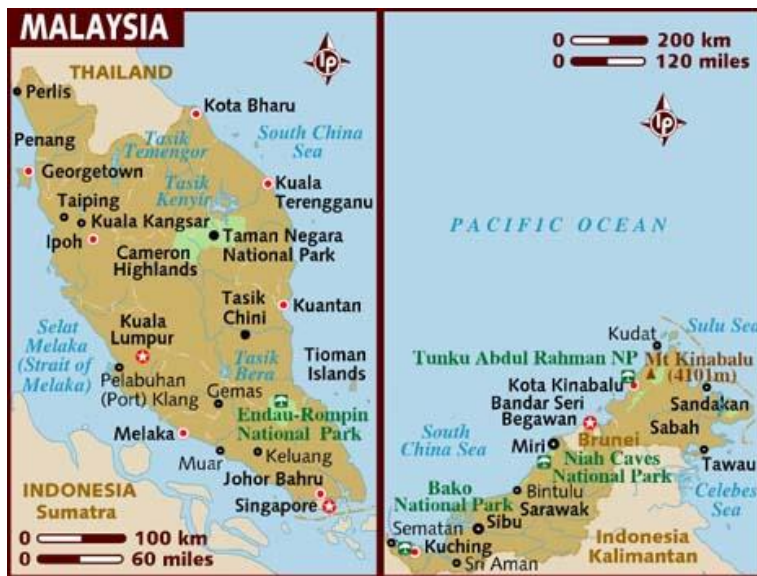 MALAYSIA
THAILAND
Perlis
Kota Bharu
Penang
Tasik
Temengor
South China
Sea
Georgetown
Tasik
Kenyir
Kuala
Terengganu
Taiping
Kuala Kangsar
Ipoh
Taman Negara
National Park
Cameron
Highlands
Tasik
Chini
Kuantan
Kuala
Lumpur
Selat
Melaka
(Strait of
Melaka)
Tasik
Bera
Tioman
Islands
Pelabuhan
(Port) Klang
Gemas
Endau-Rompin
National Park
Melaka
Muar
Keluang
Johor Bahru
Singapore
INDONESIA
Sumatra
0 100 km
0 60 miles
lp
0 200 km
0 120 miles
lp
PACIFIC OCEAN
Kudat
Sulu Sea
Tunku Abdul Rahman NP
Mt Kinabalu
(4101m)
Kota Kinabalu
Bandar Seri
Begawan
Sandakan
Sabah
South
China Sea
Brunei
Miri
Niah Caves
National Park
Tawau
Celebes
Sea
Bako
National Park
Bintulu
Sarawak
Sibu
Sematan
Kuching
Sri Aman
Indonesia
Kalimantan